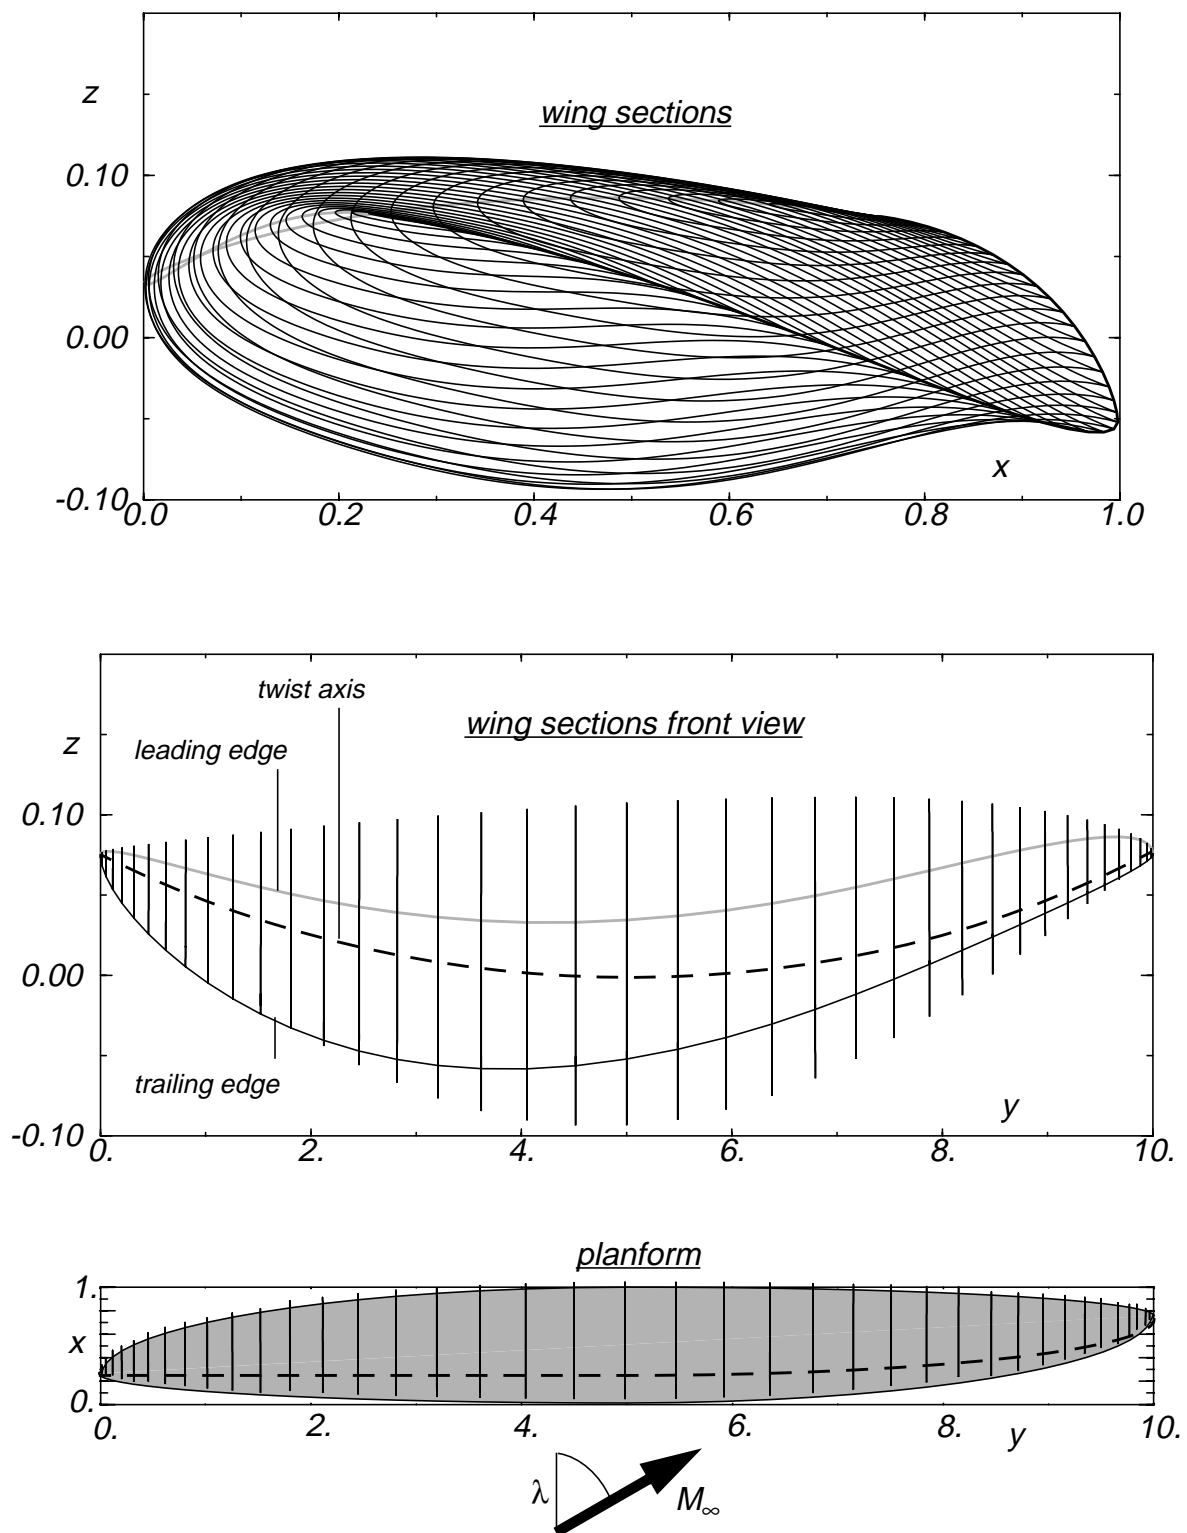 z
wing sections
0.10
0.00
x
-0.10
0.0 0.2 0.4 0.6 0.8 1.0
twist axis
z
wing sections front view
leading edge
0.10
0.00
trailing edge
y
-0.10
0. 2. 4. 6. 8. 10.
planform
1.
x
0.
0. 2. 4. 6. 8. y 10.
λ
M∞